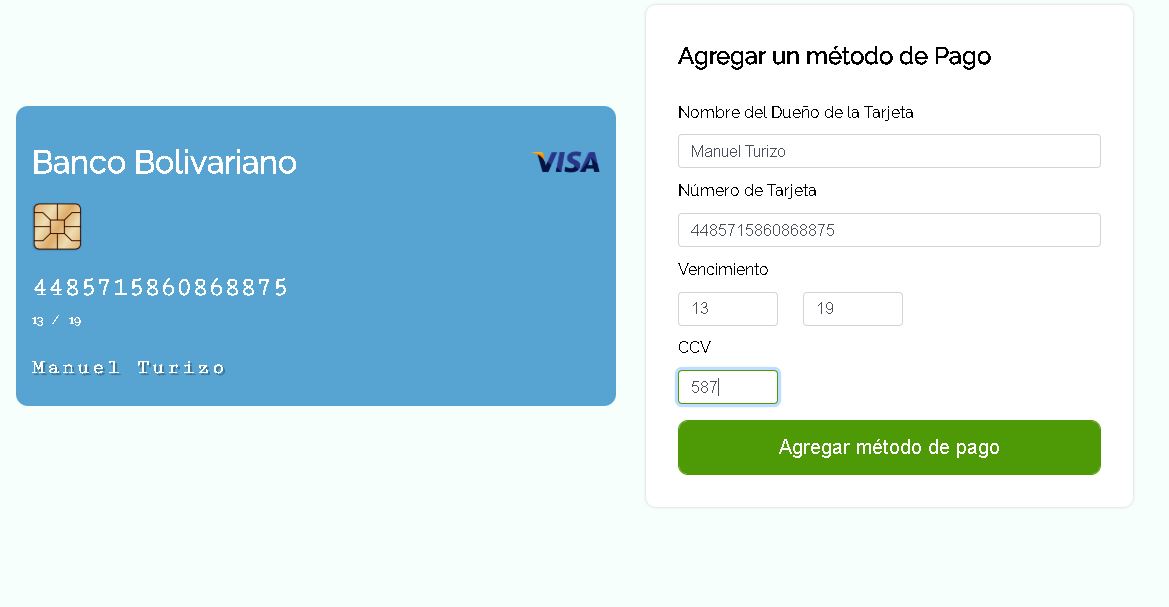 Banco Bolivariano
VISA
4485715860868875
13 / 19
Manuel Turizo
Agregar un método de Pago
Nombre del Dueño de la Tarjeta
Manuel Turizo
Número de Tarjeta
4485715860868875
Vencimiento
13 19
CCV
587
Agregar método de pago